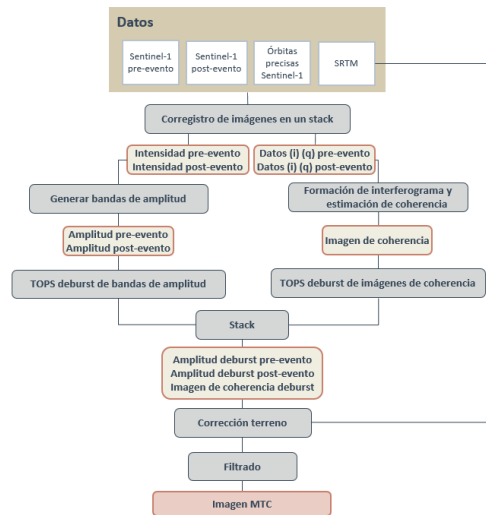 Datos
Sentinel-1
pre-evento
Sentinel-1
post-evento
Órbitas
precisas
Sentinel-1
SRTM
Corregistro de imágenes en un stack
Intensidad pre-evento
Intensidad post-evento
Datos (i) (q) pre-evento
Datos (i) (q) post-evento
Generar bandas de amplitud
Formación de interferograma y
estimación de coherencia
Amplitud pre-evento
Amplitud post-evento
Imagen de coherencia
TOPS deburst de bandas de amplitud
TOPS deburst de imágenes de coherencia
Stack
Amplitud deburst pre-evento
Amplitud deburst post-evento
Imagen de coherencia deburst
Corrección terreno
Filtrado
Imagen MTC